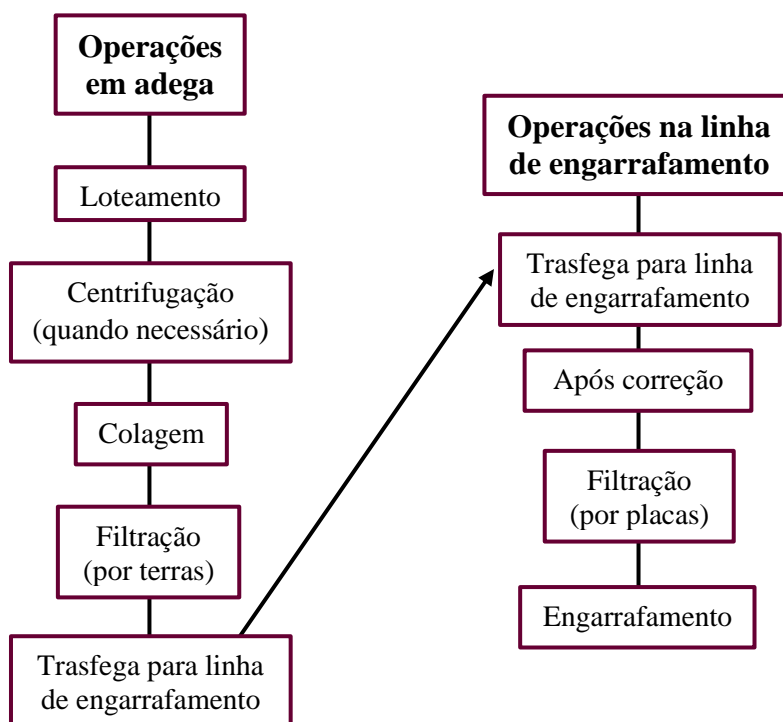 Operações
em adega
Loteamento
Centrifugação
(quando necessário)
Colagem
Filtração
(por terras)
Trasfega para linha
de engarrafamento
Operações na linha
de engarrafamento
Trasfega para linha
de engarrafamento
Após correção
Filtração
(por placas)
Engarrafamento